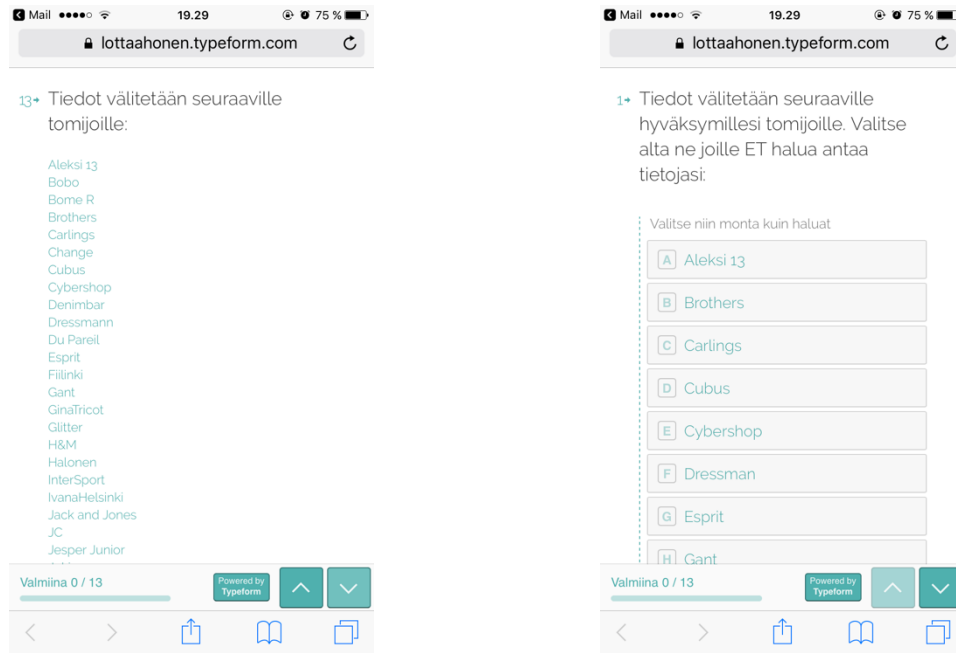 Mail 19.29 75 %
lottaahonen.typeform.com
13 Tiedot välitetään seuraaville
tomijoille:
Aleksi 13
Bobo
Bome R
Brothers
Carlings
Change
Cubus
Cybershop
Denimbar
Dressmann
Du Pareil
Esprit
Fiilinki
Gant
GinaTricot
Glitter
H&M
Halonen
InterSport
IvanaHelsinki
Jack and Jones
JC
Jesper Junior
Valmiina 0 / 13
Powered by
Typeform
Mail 19.29 75 %
lottaahonen.typeform.com
1 Tiedot välitetään seuraaville
hyväksymillesi tomijoille. Valitse
alta ne joille ET halua antaa
tietojasi:
Valitse niin monta kuin haluat
A Aleksi 13
B Brothers
C Carlings
D Cubus
E Cybershop
F Dressman
G Esprit
H Gant
Valmiina 0 / 13
Powered by
Typeform